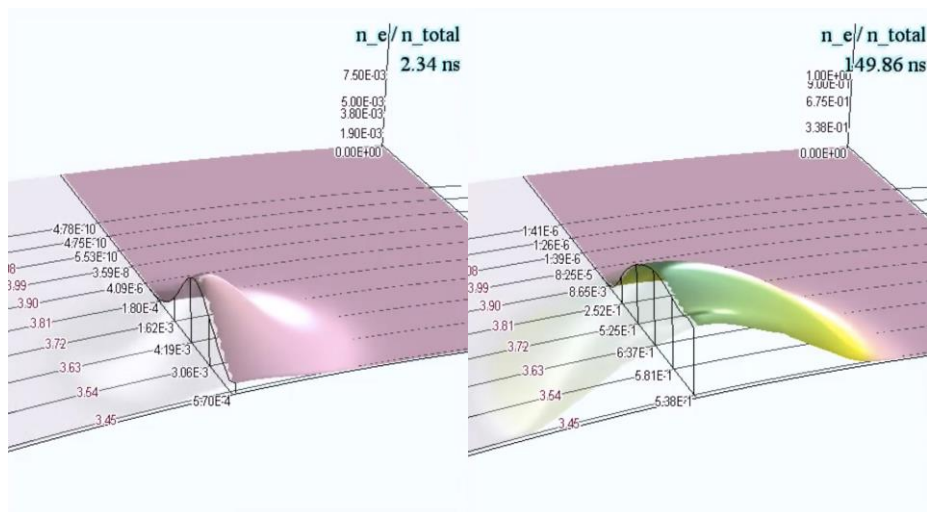 n_e / n_total
2.34 ns
7.50E-03
5.00E-03
3.80E-03
1.90E-03
0.00E+00
4.78E-10
4.75E-10
5.53E-10
3.59E-8
4.09E-6
1.80E-4
1.62E-3
4.19E-3
3.06E-3
5.70E-4
3.99
3.90
3.81
3.72
3.63
3.54
3.45
n_e / n_total
149.86 ns
1.00E+00
9.00E-01
6.75E-01
3.38E-01
0.00E+00
1.41E-6
1.26E-6
1.39E-6
8.25E-5
8.65E-3
2.52E-1
5.25E-1
6.37E-1
5.81E-1
5.38E-1
3.99
3.90
3.81
3.72
3.63
3.54
3.45